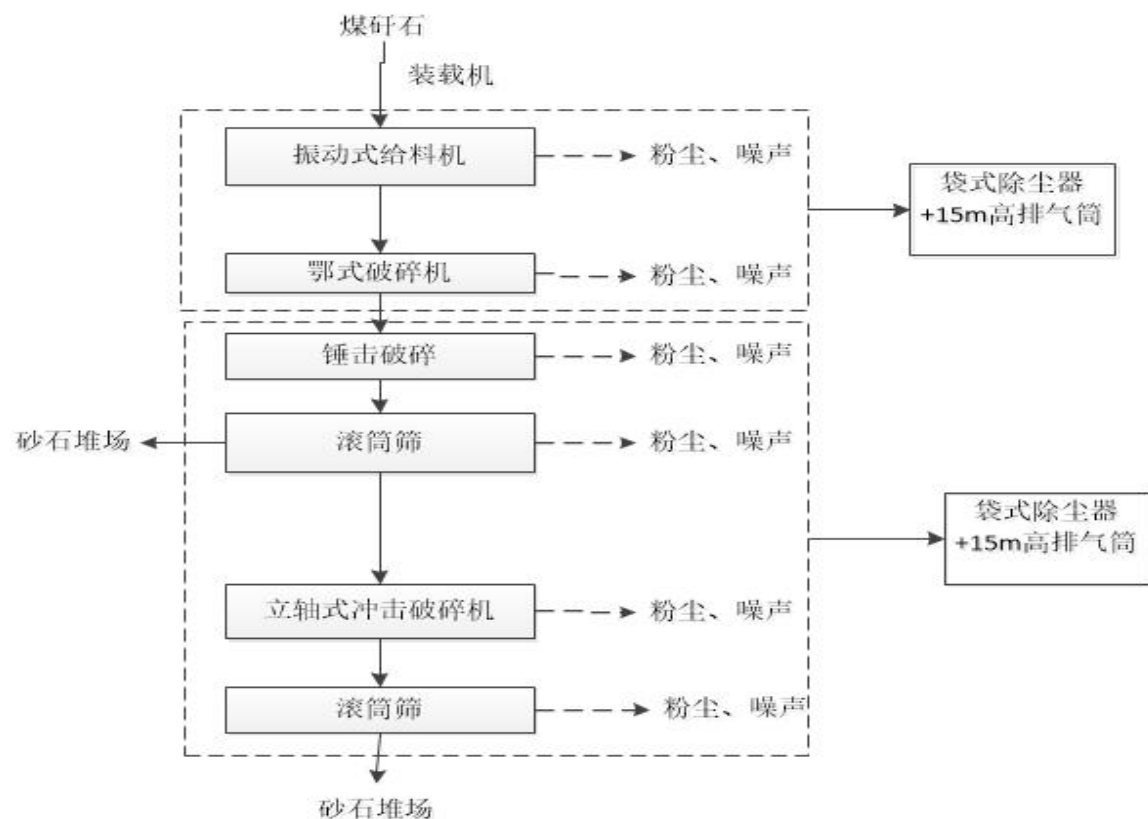 煤矸石
装载机
振动式给料机
粉尘、噪声
袋式除尘器
+15m高排气筒
鄂式破碎机
粉尘、噪声
锤击破碎
粉尘、噪声
砂石堆场
滚筒筛
粉尘、噪声
袋式除尘器
+15m高排气筒
立轴式冲击破碎机
粉尘、噪声
滚筒筛
粉尘、噪声
砂石堆场